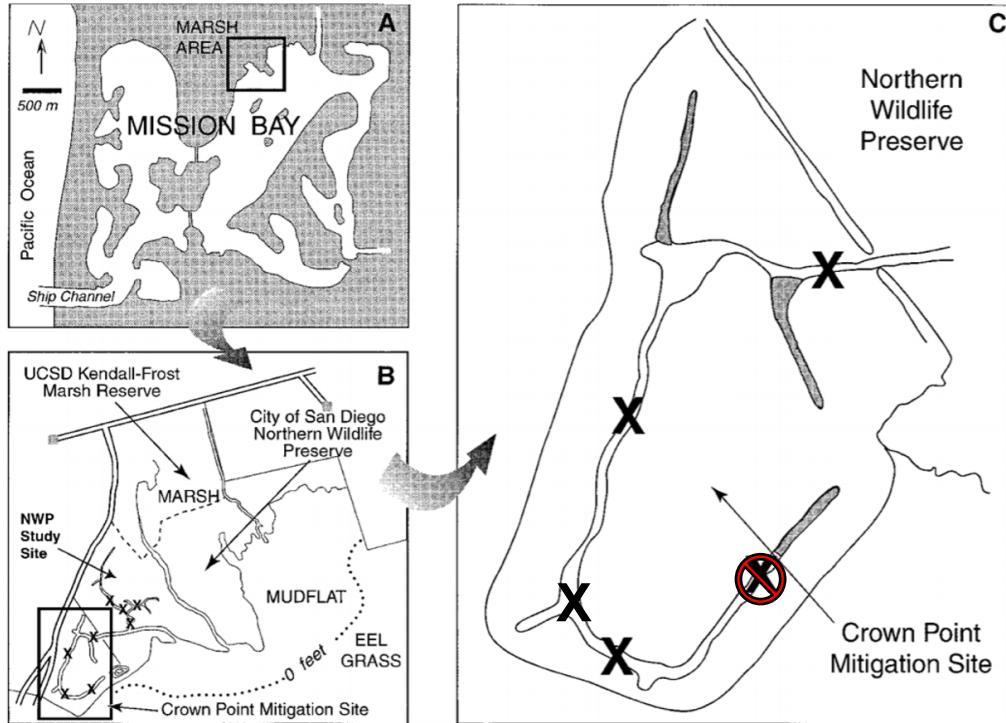 A
N
MARSH
AREA
500 m
MISSION BAY
Pacific Ocean
Ship Channel
B
UCSD Kendall-Frost
Marsh Reserve
City of San Diego
Northern Wildlife
Preserve
MARSH
NWP
Study
Site
X X X
X
X
X
X X
MUDFLAT
EEL
GRASS
0 feet
Crown Point Mitigation Site
C
Northern
Wildlife
Preserve
X
X
X
X
X
Crown Point
Mitigation Site